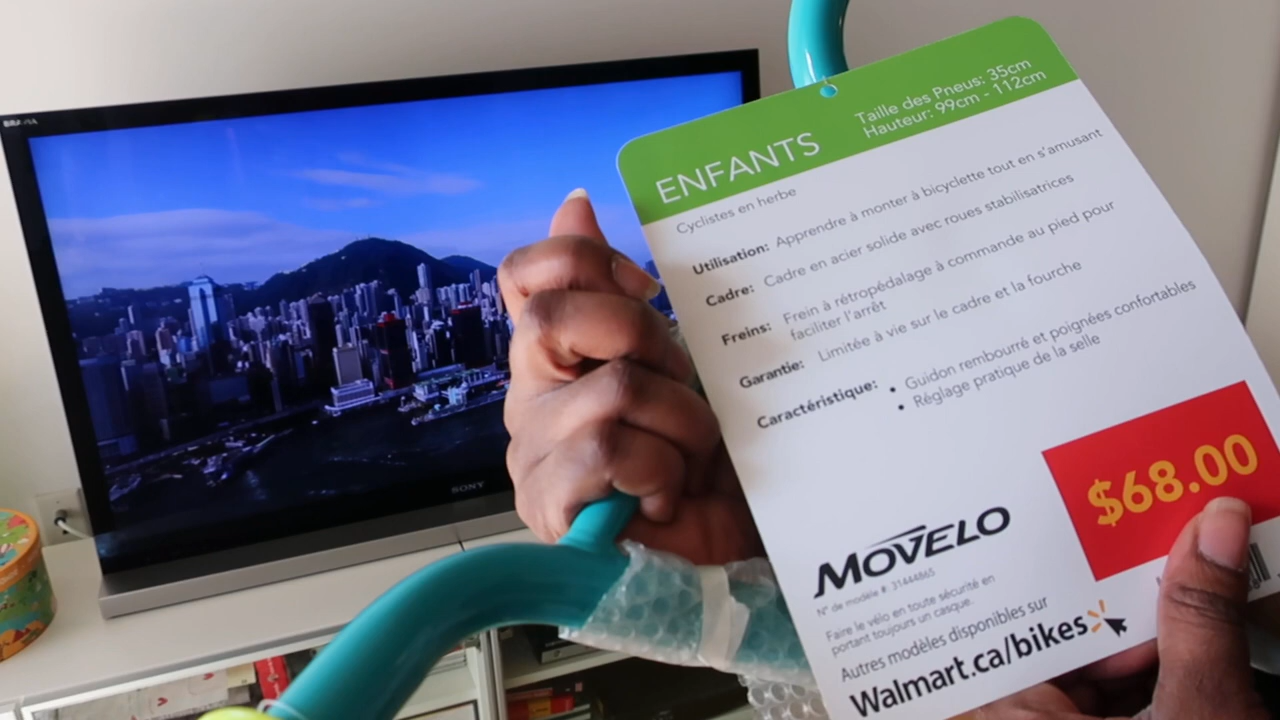 BRAVIA
SONY
ENFANTS
Taille des Pneus: 35cm
Hauteur: 99cm - 112cm
Cyclistes en herbe
Utilisation: Apprendre à monter à bicyclette tout en s'amusant
Cadre: Cadre en acier solide avec roues stabilisatrices
Freins: Frein à rétropédalage à commande au pied pour
faciliter l'arrêt
Garantie: Limitée à vie sur le cadre et la fourche
Caractéristique: • Guidon rembourré et poignées confortables
• Réglage pratique de la selle
$68.00
MOVELO
N° de modèle #: 31444865
Faire le vélo en toute sécurité en
portant toujours un casque.
Autres modèles disponibles sur
Walmart.ca/bikes